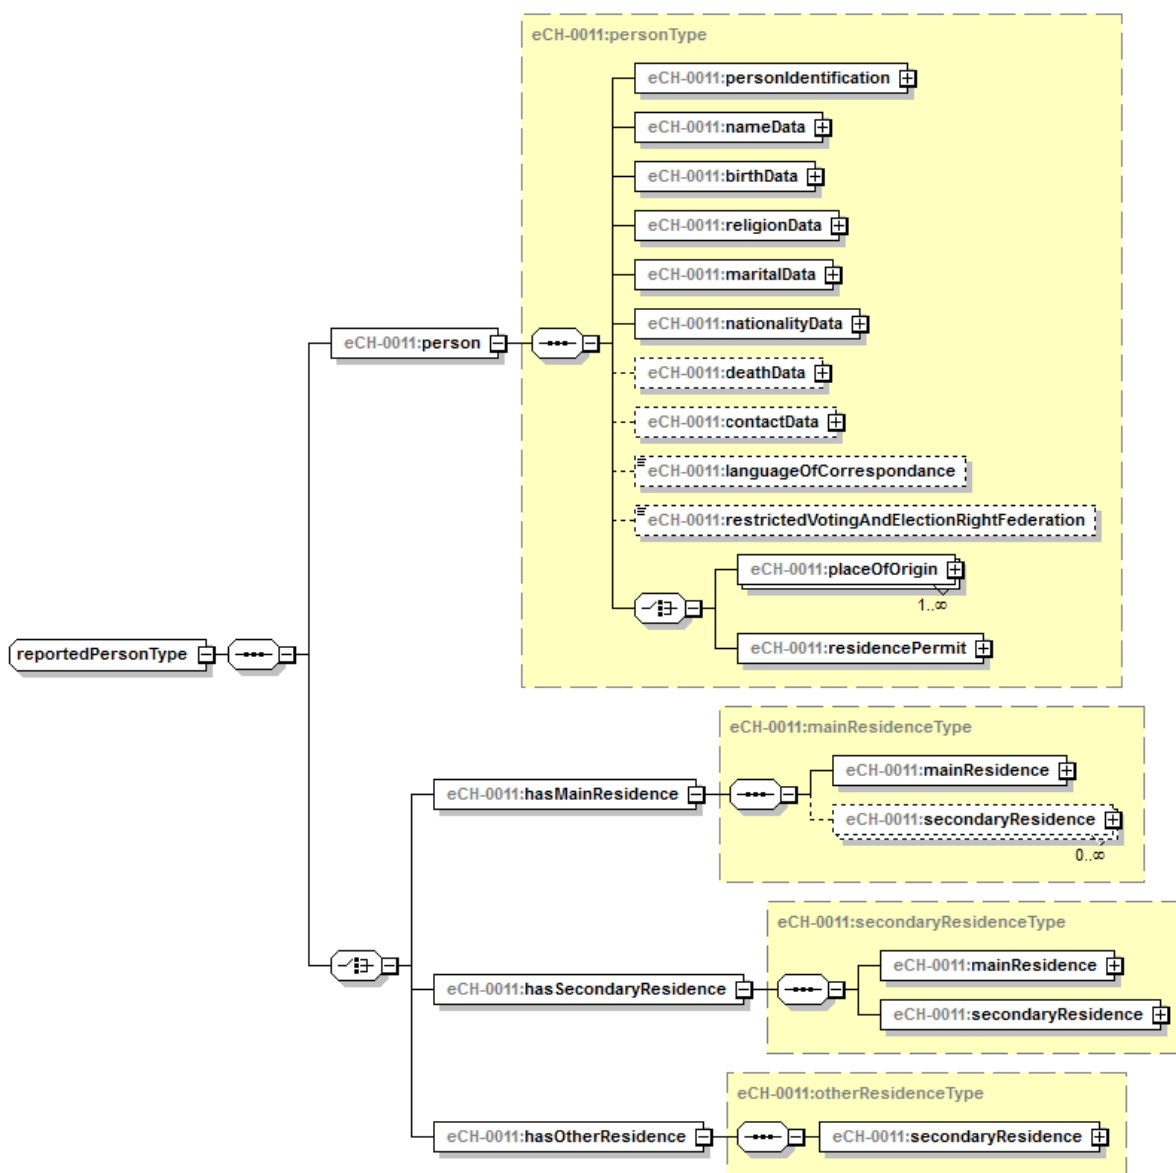 eCH-0011:personType
eCH-0011:personIdentification
eCH-0011:nameData
eCH-0011:birthData
eCH-0011:religionData
eCH-0011:maritalData
eCH-0011:person
eCH-0011:nationalityData
eCH-0011:deathData
eCH-0011:contactData
eCH-0011:languageOfCorrespondance
eCH-0011:restrictedVotingAndElectionRightFederation
eCH-0011:placeOfOrigin
1..∞
eCH-0011:residencePermit
reportedPersonType
eCH-0011:mainResidenceType
eCH-0011:hasMainResidence
eCH-0011:mainResidence
eCH-0011:secondaryResidence
0..∞
eCH-0011:secondaryResidenceType
eCH-0011:hasSecondaryResidence
eCH-0011:mainResidence
eCH-0011:secondaryResidence
eCH-0011:otherResidenceType
eCH-0011:hasOtherResidence
eCH-0011:secondaryResidence